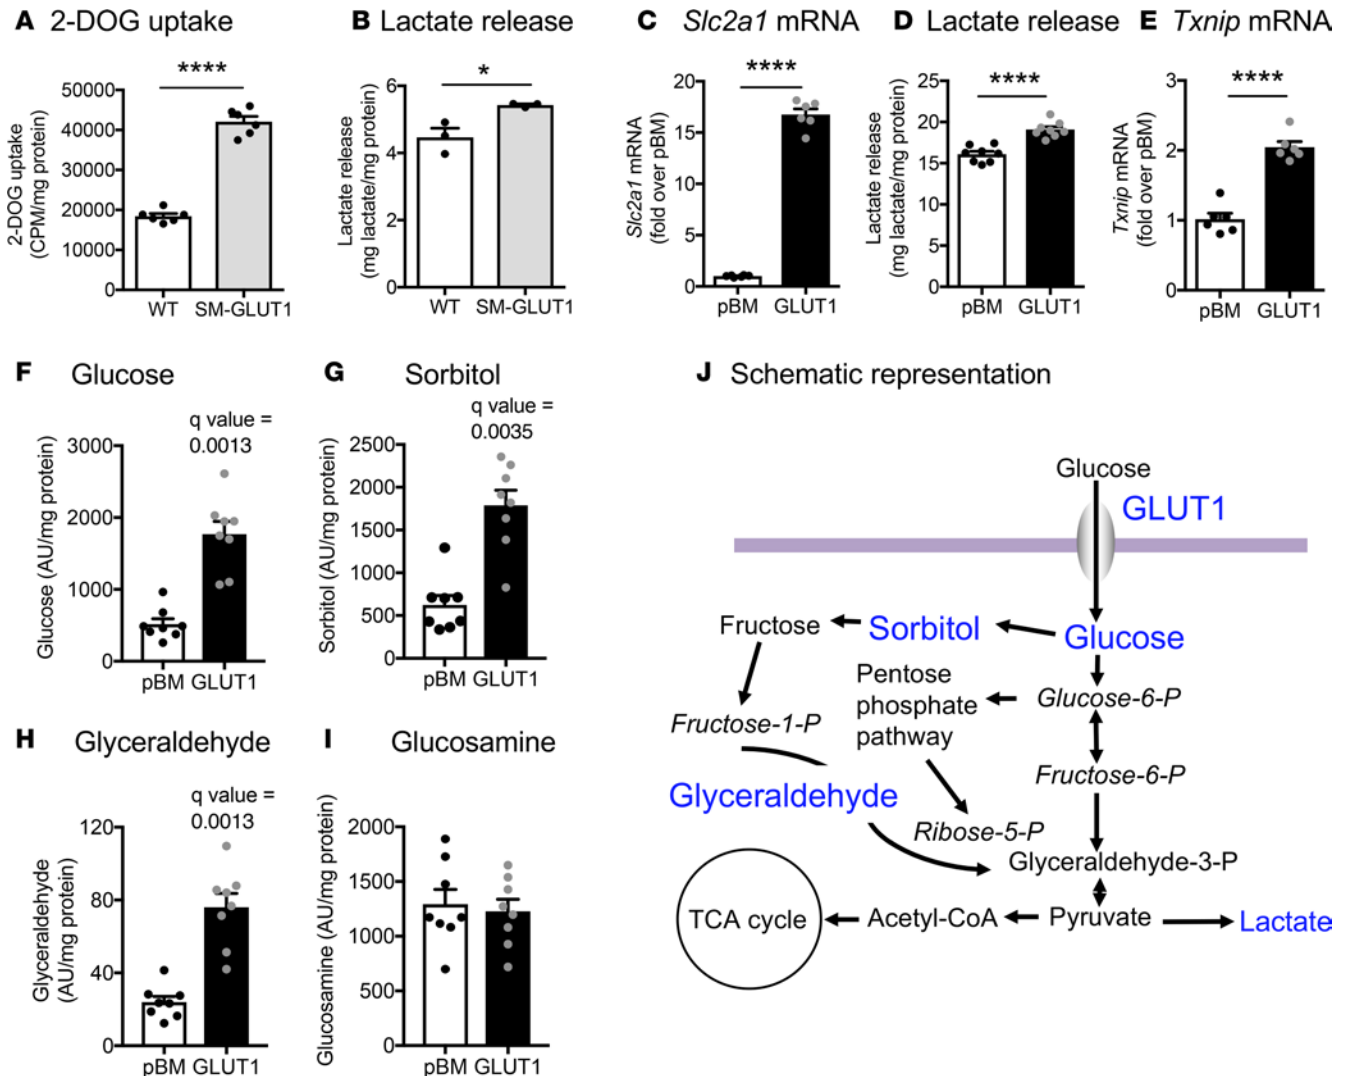 A 2-DOG uptake
2-DOG uptake
(CPM/mg protein)
50000
40000
30000
20000
10000
0
****
WT SM-GLUT1
B Lactate release
Lactate release
(mg lactate/mg protein)
6
4
2
0
*
WT SM-GLUT1
C Slc2a1 mRNA
Slc2a1 mRNA
(fold over pBM)
20
15
10
5
0
****
pBM GLUT1
D Lactate release
Lactate release
(mg lactate/mg protein)
25
20
15
10
5
0
****
pBM GLUT1
E Txnip mRNA
Txnip mRNA
(fold over pBM)
3
2
1
0
****
pBM GLUT1
F Glucose
q value =
0.0013
Glucose (AU/mg protein)
3000
2000
1000
0
pBM GLUT1
G Sorbitol
q value =
0.0035
Sorbitol (AU/mg protein)
2500
2000
1500
1000
500
0
pBM GLUT1
H Glyceraldehyde
q value =
0.0013
Glyceraldehyde
(AU/mg protein)
120
80
40
0
pBM GLUT1
I Glucosamine
Glucosamine (AU/mg protein)
2000
1500
1000
500
0
pBM GLUT1
J Schematic representation
Glucose
GLUT1
Fructose
Sorbitol
Glucose
Pentose
phosphate
pathway
Glucose-6-P
Fructose-1-P
Fructose-6-P
Glyceraldehyde
Ribose-5-P
Glyceraldehyde-3-P
TCA cycle
Acetyl-CoA
Pyruvate
Lactate